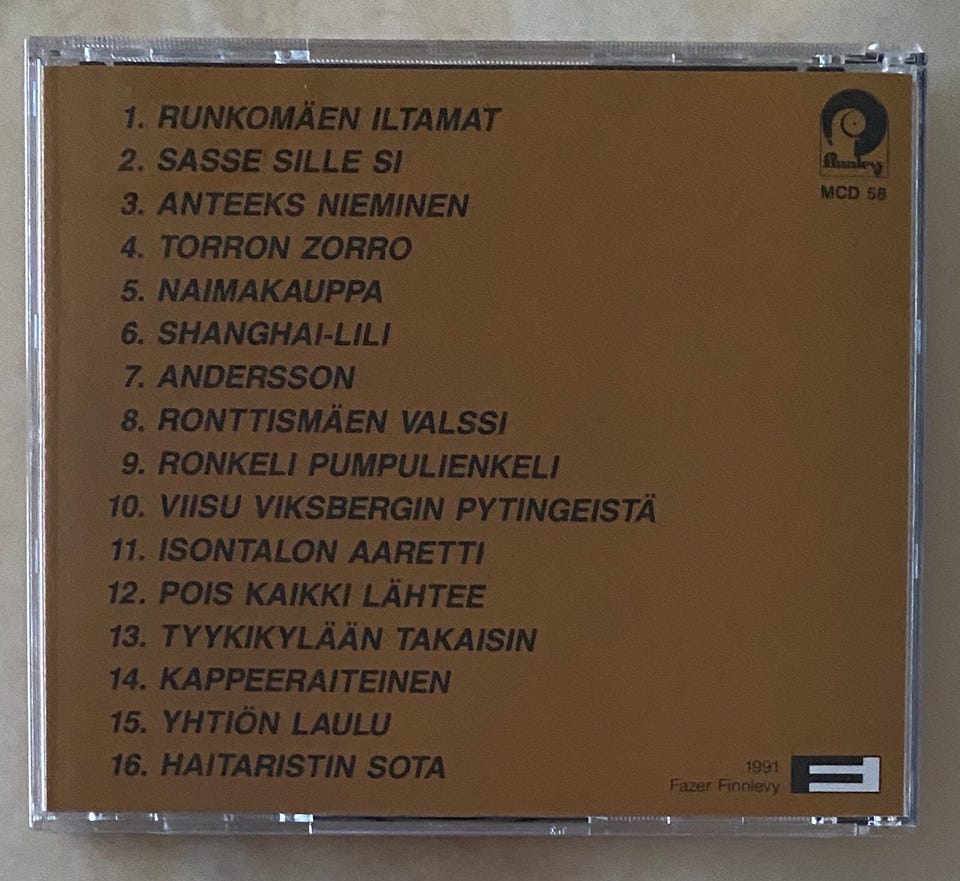 1. RUNKOMÄEN ILTAMAT
2. SASSE SILLE SI
3. ANTEEKS NIEMINEN
4. TORRON ZORRO
5. NAIMAKAUPPA
6. SHANGHAI-LILI
7. ANDERSSON
8. RONTTISMÄEN VALSSI
9. RONKELI PUMPULIENKELI
10. VIISU VIKSBERGIN PYTINGEISTÄ
11. ISONTALON AARETTI
12. POIS KAIKKI LÄHTEE
13. TYYKIKYLÄÄN TAKAISIN
14. KAPPEERAITEINEN
15. YHTIÖN LAULU
16. HAITARISTIN SOTA
finnlevy
MCD 58
1991
Fazer Finnlevy